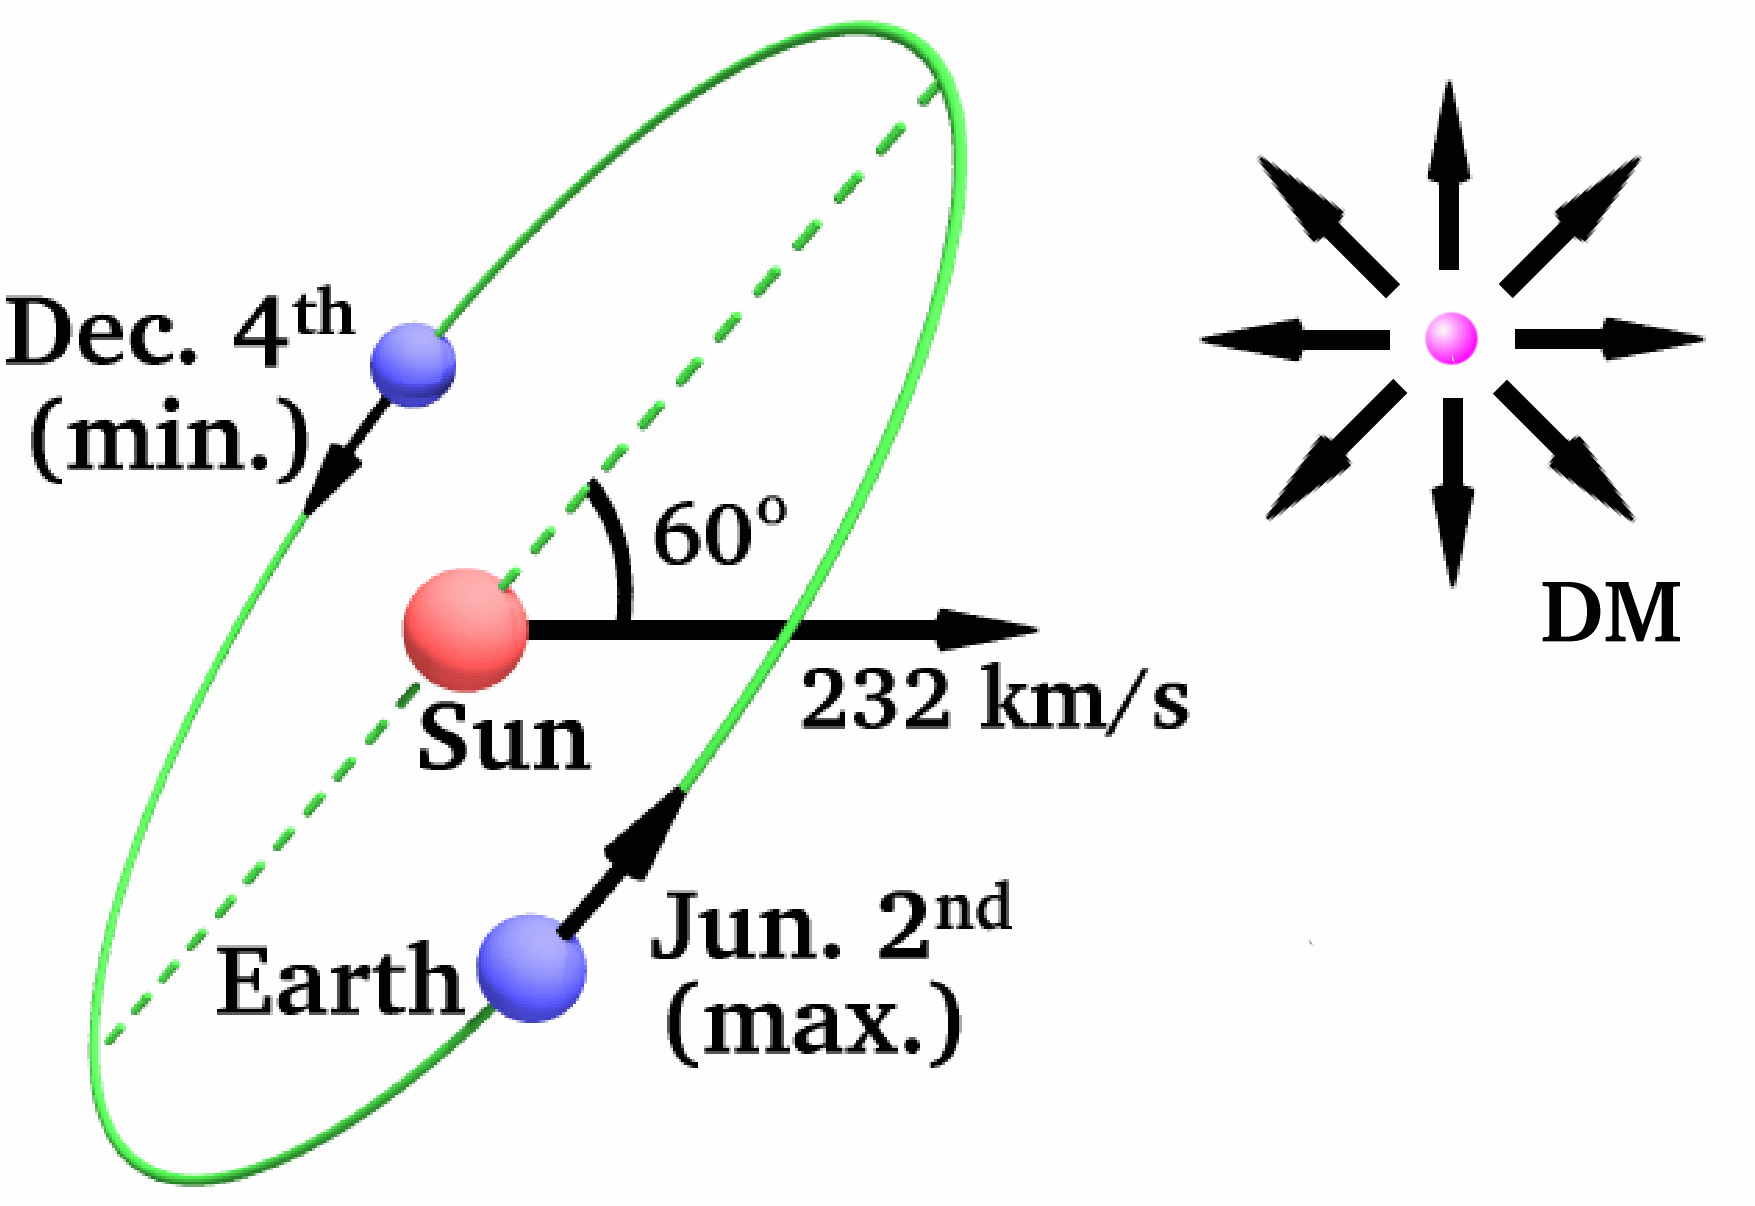 Dec. 4th
(min.)
60°
DM
232 km/s
Sun
Earth
Jun. 2nd
(max.)